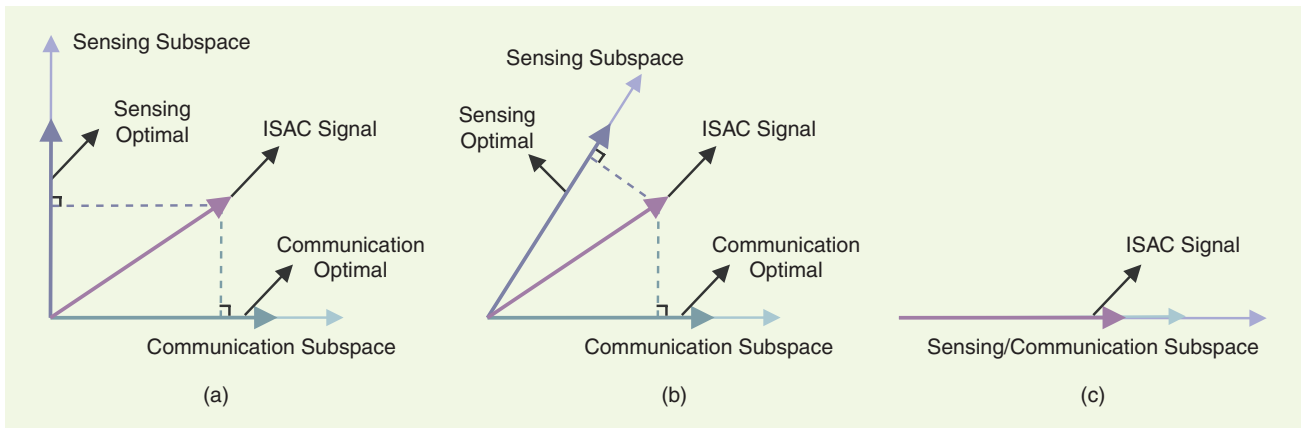 Sensing Subspace
Sensing
Optimal
ISAC Signal
Communication
Optimal
Communication Subspace
(a)
Sensing Subspace
Sensing
Optimal
ISAC Signal
Communication
Optimal
Communication Subspace
(b)
ISAC Signal
Sensing/Communication Subspace
(c)